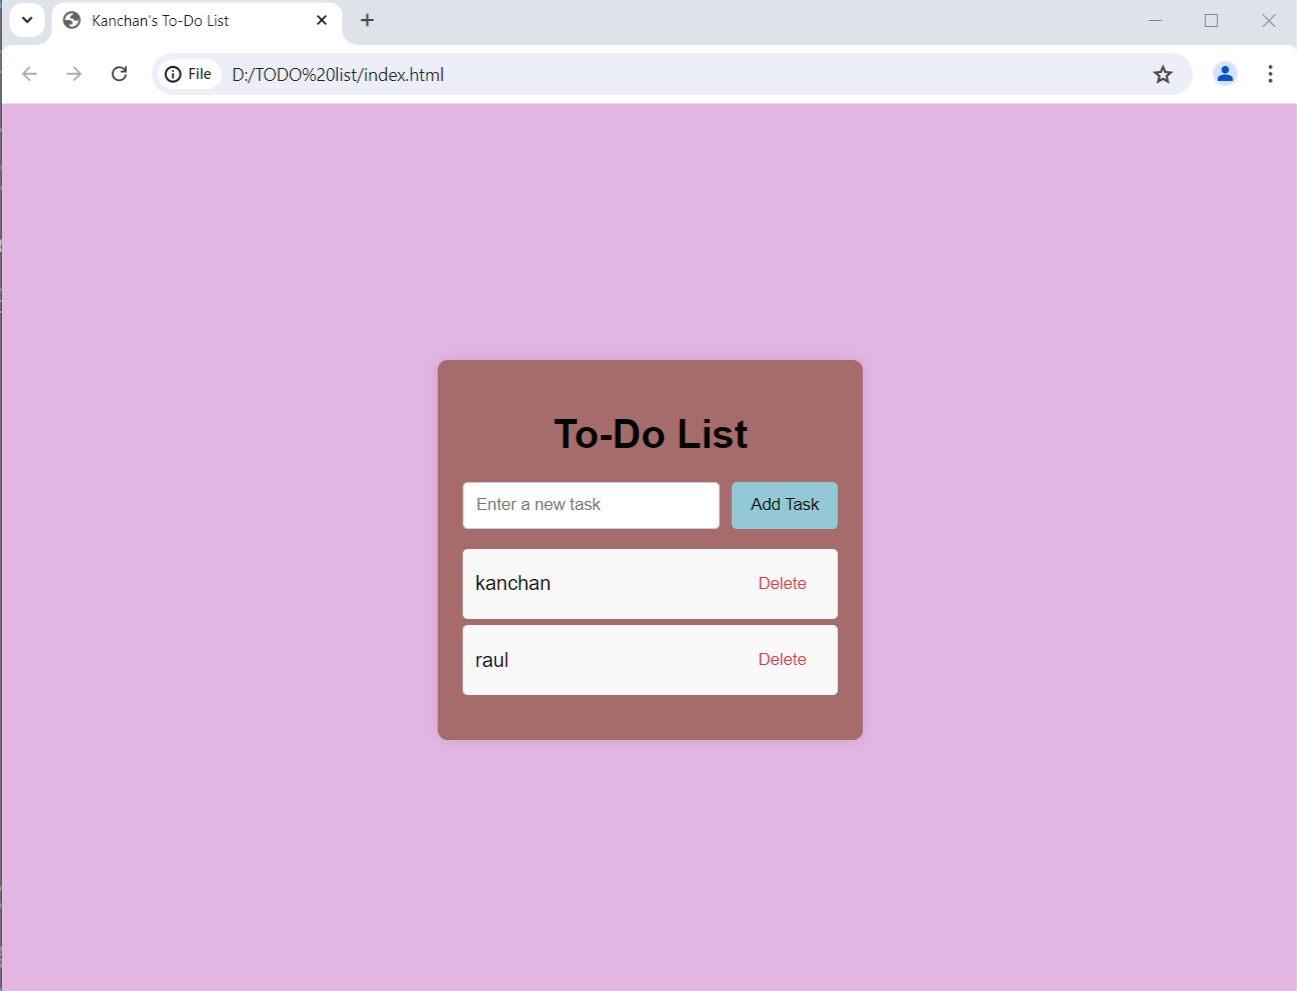 Kanchan's To-Do List
File D:/TODO%20list/index.html
To-Do List
Enter a new task Add Task
kanchan Delete
raul Delete